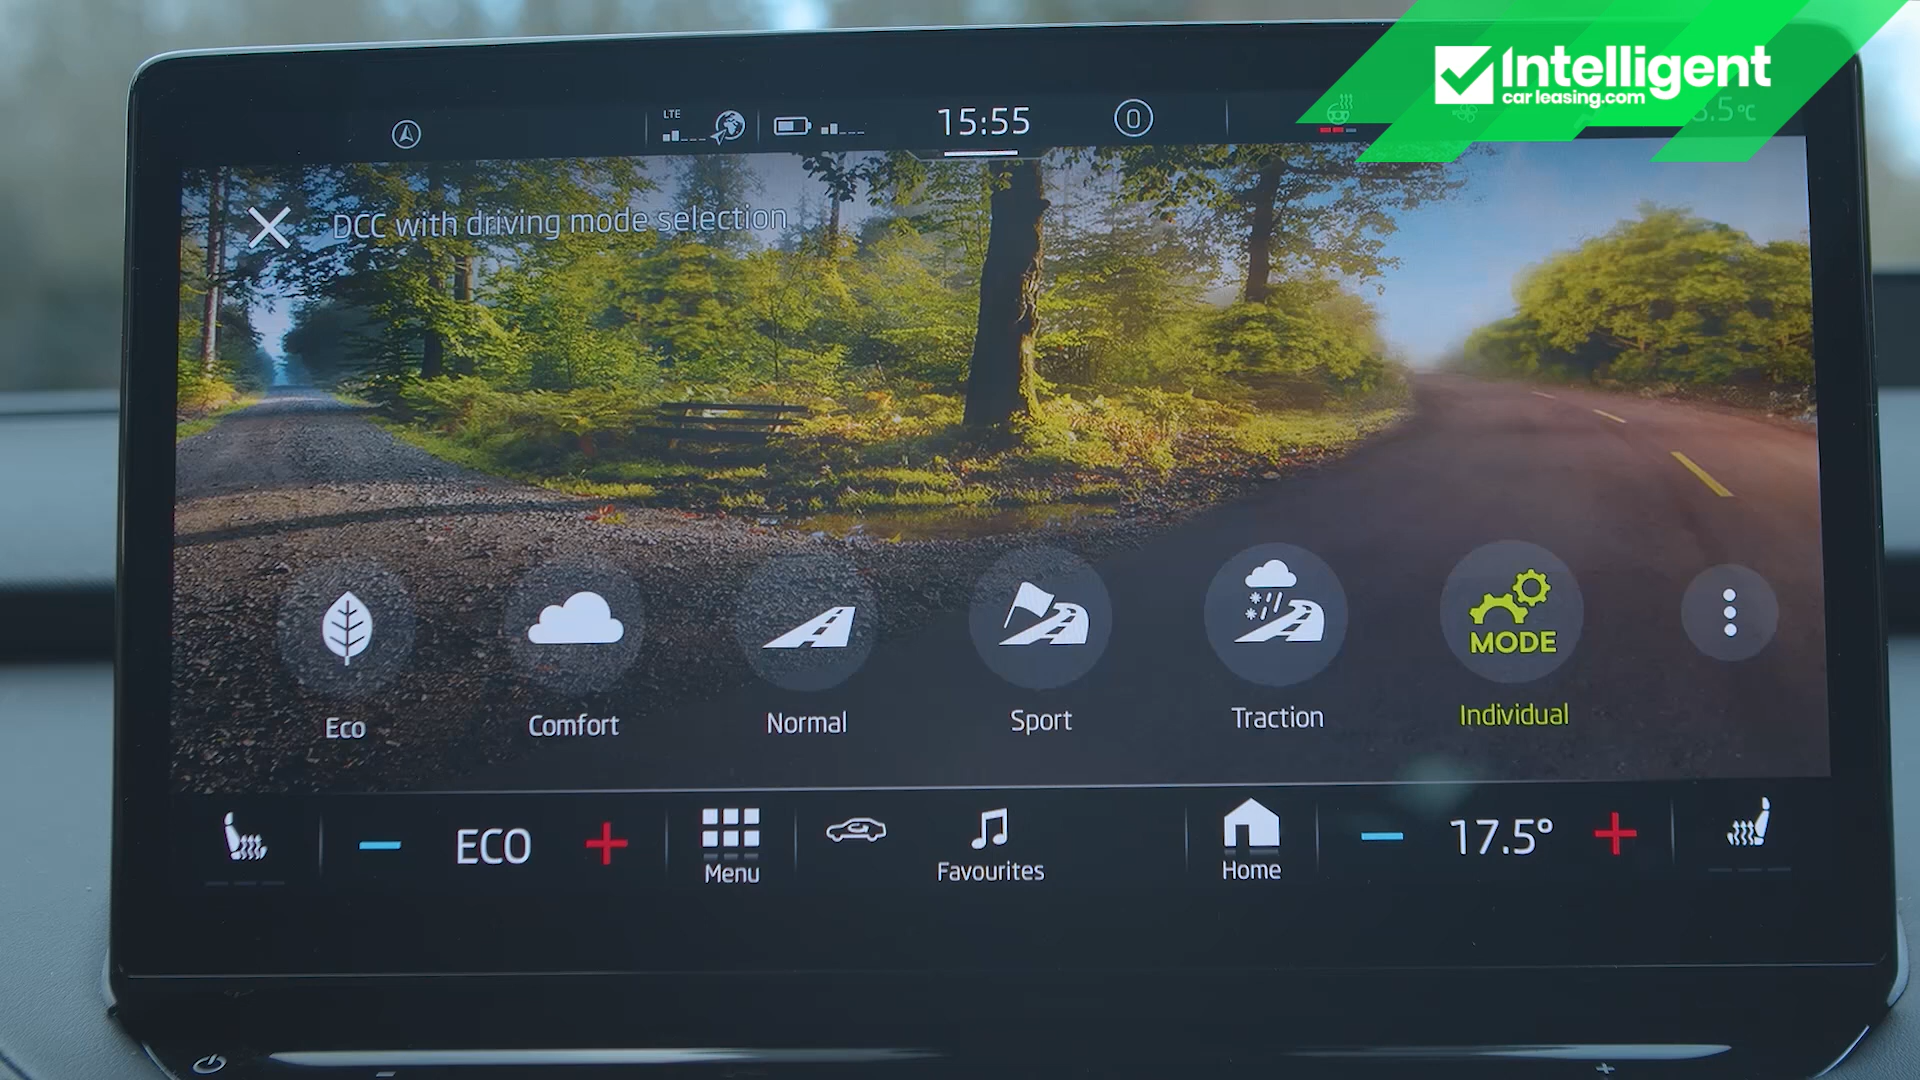 Intelligent
car leasing.com
LTE
15:55
0
DCC with driving mode selection
MODE
Eco
Comfort
Normal
Sport
Traction
Individual
ECO
Menu
Favourites
Home
17.5°